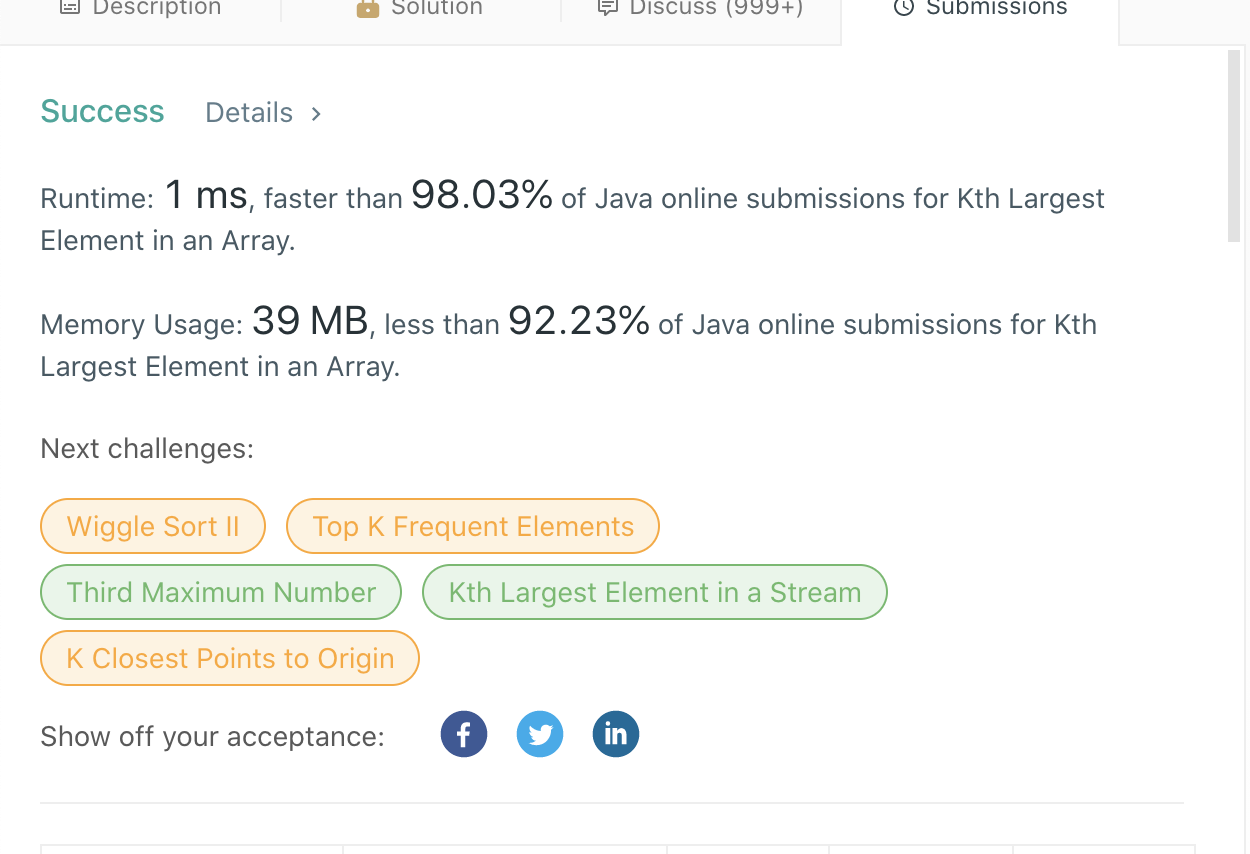 Description Solution Discuss (999+) Submissions
Success Details >
Runtime: 1 ms, faster than 98.03% of Java online submissions for Kth Largest
Element in an Array.
Memory Usage: 39 MB, less than 92.23% of Java online submissions for Kth
Largest Element in an Array.
Next challenges:
Wiggle Sort II Top K Frequent Elements
Third Maximum Number Kth Largest Element in a Stream
K Closest Points to Origin
Show off your acceptance: f in